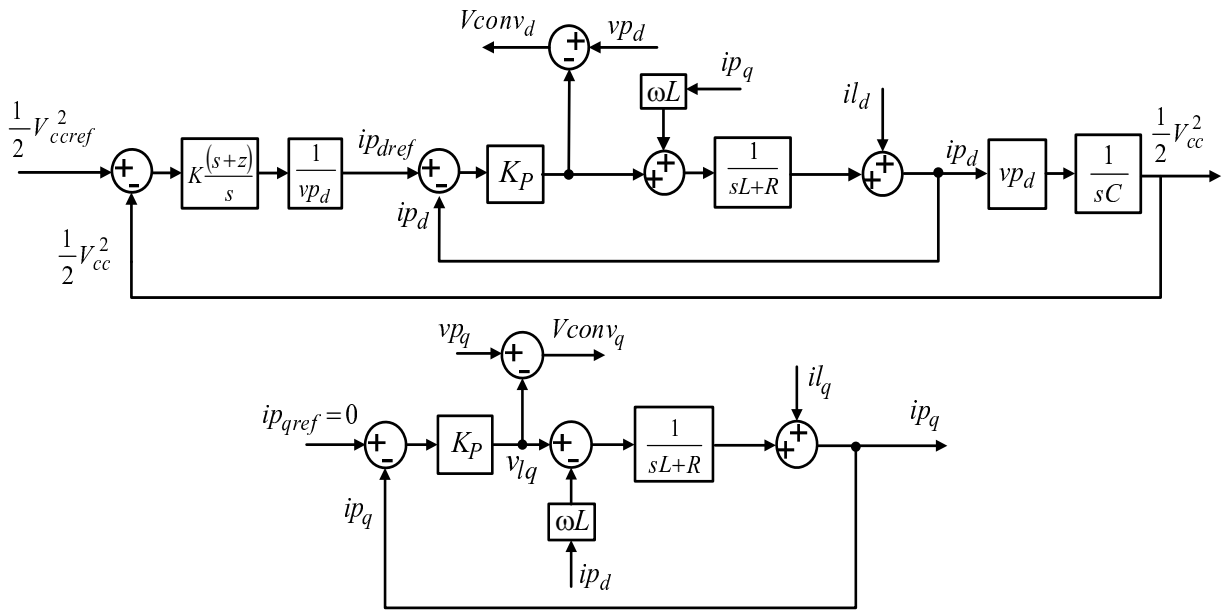 Vconv_d
+
-
vp_d
ip_q
ωL
il_d
1/2 V_ccref^2
+
-
K (s+z)/s
1/vp_d
ip_dref
+
-
K_P
+
+
1/sL+R
+
+
ip_d
vp_d
1/sC
1/2 V_cc^2
ip_d
1/2 V_cc^2
vp_q
+
-
Vconv_q
ip_qref=0
+
-
K_P
v_lq
+
-
1/sL+R
il_q
+
+
ip_q
ip_q
ωL
ip_d